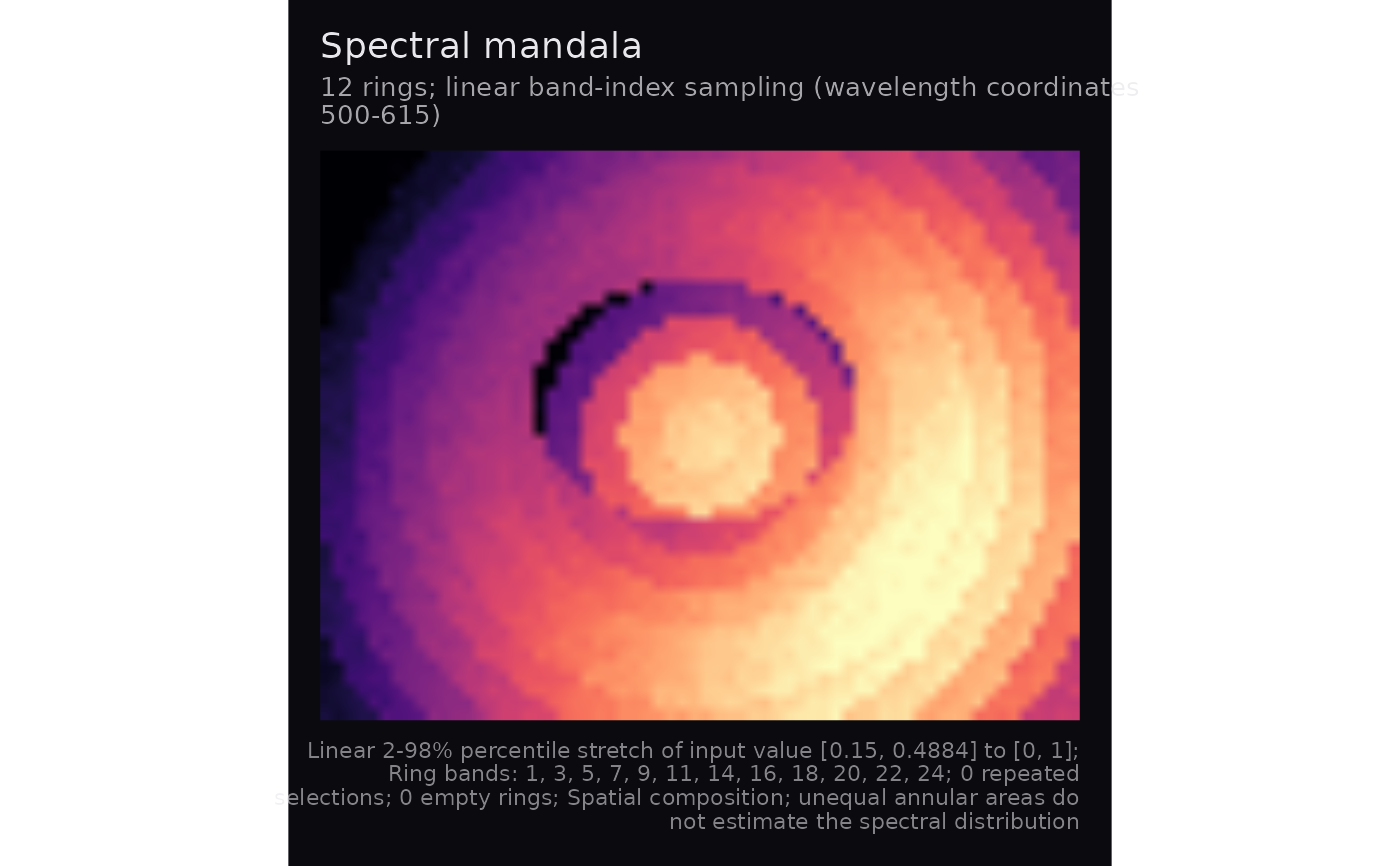 Spectral mandala
12 rings; linear band-index sampling (wavelength coordinates
500-615)
Linear 2-98% percentile stretch of input value [0.15, 0.4884] to [0, 1];
Ring bands: 1, 3, 5, 7, 9, 11, 14, 16, 18, 20, 22, 24; 0 repeated
selections; 0 empty rings; Spatial composition; unequal annular areas do
not estimate the spectral distribution